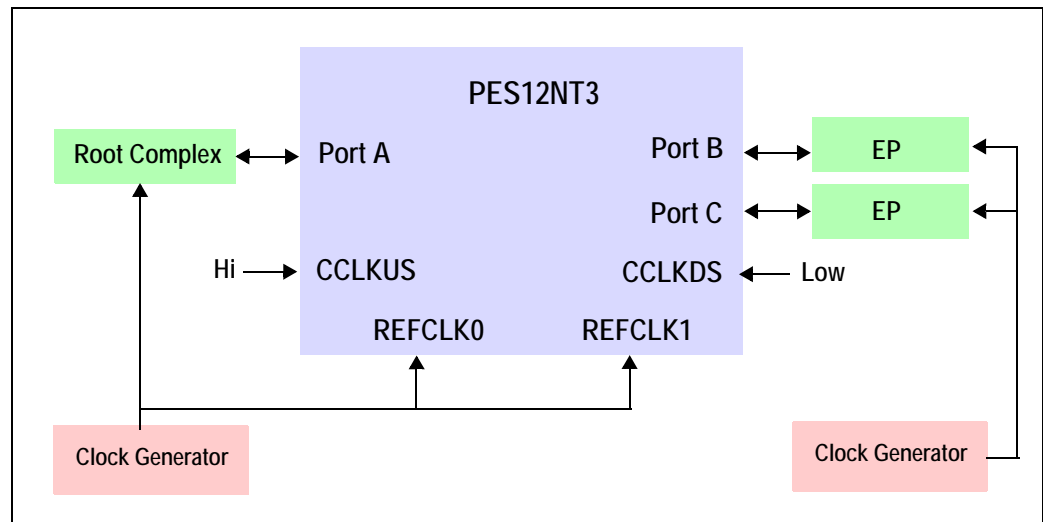 PES12NT3
Root Complex
Port A
Port B
EP
Port C
EP
Hi
CCLKUS
CCLKDS
Low
REFCLK0
REFCLK1
Clock Generator
Clock Generator